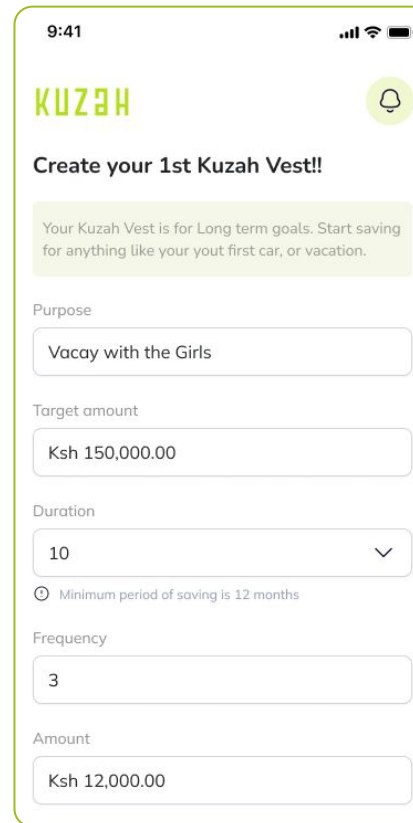 9:41
KUZAH
Create your 1st Kuzah Vest!!
Your Kuzah Vest is for Long term goals. Start saving
for anything like your yout first car, or vacation.
Purpose
Vacay with the Girls
Target amount
Ksh 150,000.00
Duration
10
Minimum period of saving is 12 months
Frequency
3
Amount
Ksh 12,000.00